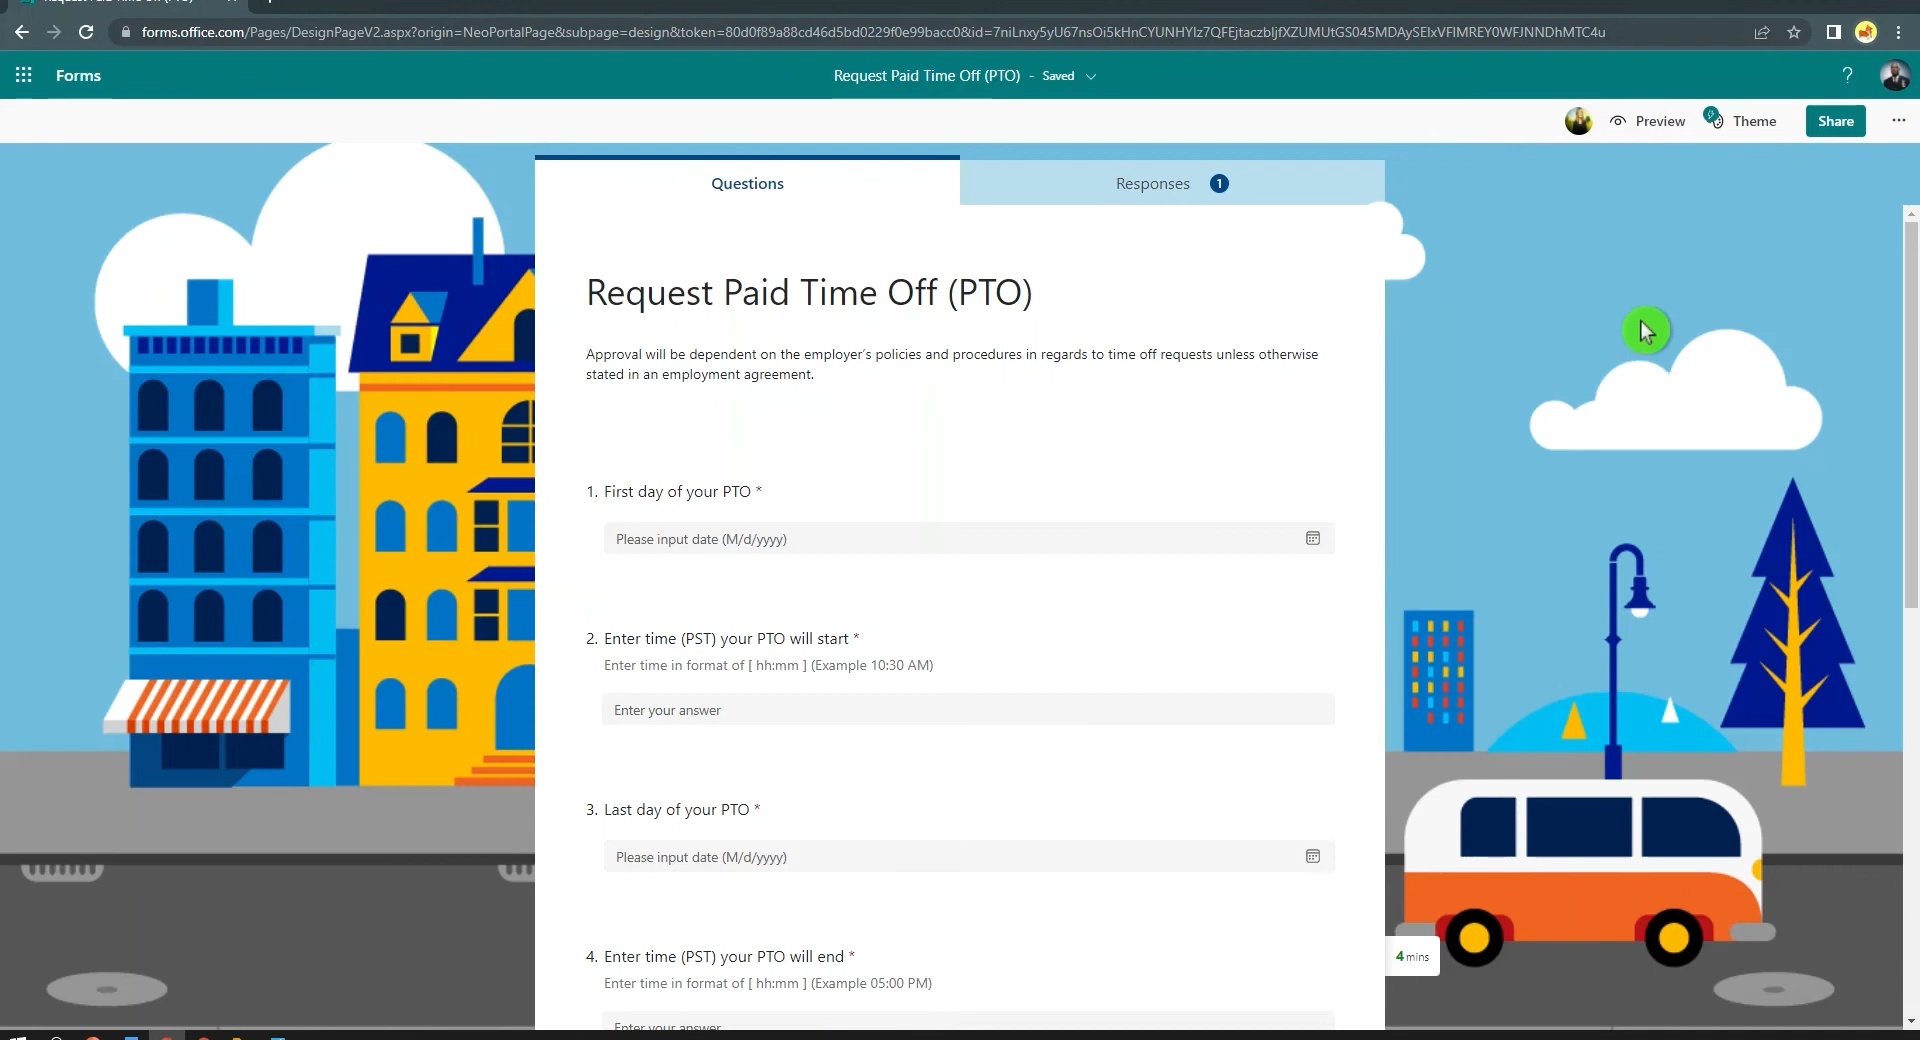 forms.office.com/Pages/DesignPageV2.aspx?origin=NeoPortalPage&subpage=design&token=80d0f89a88cd46d5bd0229f0e99bacc0&id=7niLnxy5yU67nsOi5kHnCYUNHYlz7QFEjtaczbljfXZUMUtGS045MDAySElxVFlMREY0WFJNNDhMTC4u
Forms
Request Paid Time Off (PTO) - Saved
?
Preview
Theme
Share
Questions
Responses 1
Request Paid Time Off (PTO)
Approval will be dependent on the employer's policies and procedures in regards to time off requests unless otherwise
stated in an employment agreement.
1. First day of your PTO *
Please input date (M/d/yyyy)
2. Enter time (PST) your PTO will start *
Enter time in format of [ hh:mm ] (Example 10:30 AM)
Enter your answer
3. Last day of your PTO *
Please input date (M/d/yyyy)
4. Enter time (PST) your PTO will end *
4 mins
Enter time in format of [ hh:mm ] (Example 05:00 PM)
Enter your answer